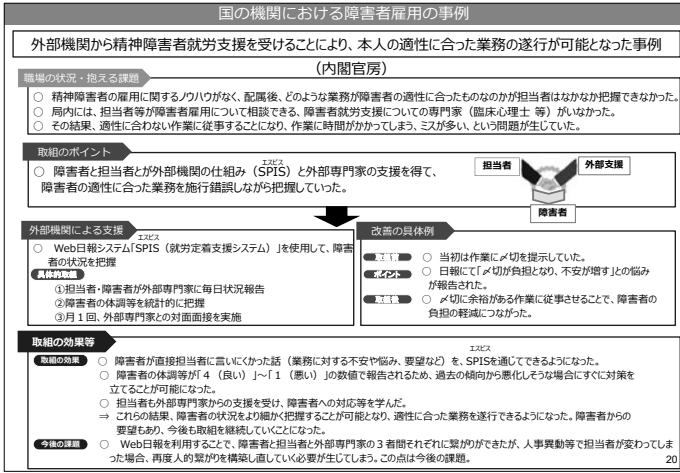 国の機関における障害者雇用の事例
外部機関から精神障害者就労支援を受けることにより、本人の適性に合った業務の遂行が可能となった事例
(内閣官房)
職場の状況・抱える課題
○ 精神障害者の雇用に関するノウハウがなく、配属後、どのような業務が障害者の適性に合ったものなのかが担当者はなかなか把握できなかった。
○ 局内には、担当者等が障害者雇用について相談できる、障害者就労支援についての専門家（臨床心理士 等）がいなかった。
○ その結果、適性に合わない作業に従事することになり、作業に時間がかかってしまう、ミスが多い、という問題が生じていた。
取組のポイント
エスピス
○ 障害者と担当者とが外部機関の仕組み（SPIS）と外部専門家の支援を得て、
障害者の適性に合った業務を施行錯誤しながら把握していった。
担当者
外部支援
障害者
外部機関による支援
エスピス
○ Web日報システム「SPIS（就労定着支援システム）」を使用して、障害
者の状況を把握
具体的取組
①担当者・障害者が外部専門家に毎日状況報告
②障害者の体調等を統計的に把握
③月１回、外部専門家との対面面接を実施
改善の具体例
○ 当初は作業に〆切を提示していた。
ポイント
○ 日報にて「〆切が負担となり、不安が増す」との悩み
が報告された。
○ 〆切に余裕がある作業に従事させることで、障害者の
負担の軽減につながった。
取組の効果等
エスピス
取組の効果 ○ 障害者が直接担当者に言いにくかった話（業務に対する不安や悩み、要望など）を、SPISを通じてできるようになった。
○ 障害者の体調等が「４（良い）」～「１（悪い）」の数値で報告されるため、過去の傾向から悪化しそうな場合にすぐに対策を
立てることが可能になった。
○ 担当者も外部専門家からの支援を受け、障害者への対応等を学んだ。
⇒ これらの結果、障害者の状況をより細かく把握することが可能となり、適性に合った業務を遂行できるようになった。障害者からの
要望もあり、今後も取組を継続していくことになった。
今後の課題 ○ Web日報を利用することで、障害者と担当者と外部専門家の３者間それぞれに繋がりができたが、人事異動等で担当者が変わってしま
った場合、再度人的繋がりを構築し直していく必要が生じてしまう。この点は今後の課題。
20